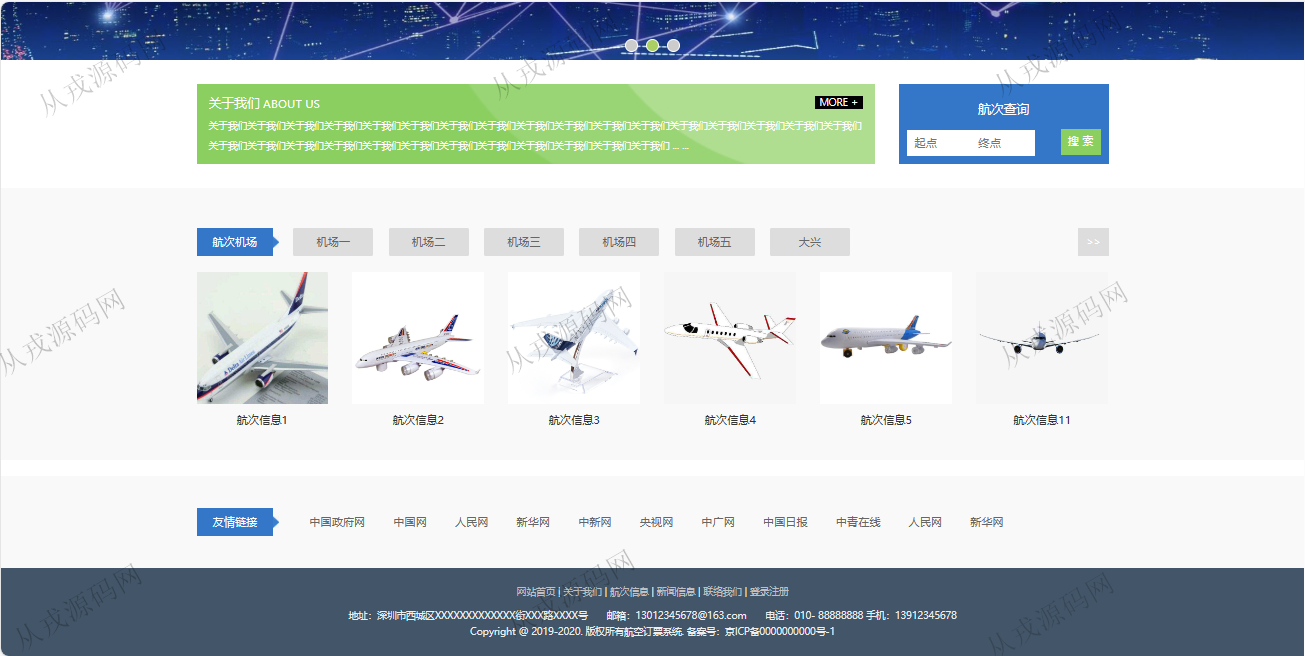 关于我们 ABOUT US
MORE +
关于我们关于我们关于我们关于我们关于我们关于我们关于我们关于我们关于我们关于我们关于我们关于我们关于我们关于我们关于我们关于我们关于我们
关于我们关于我们关于我们关于我们关于我们关于我们关于我们关于我们关于我们关于我们关于我们关于我们 ... ...
航次查询
起点 终点 搜 索
航次机场 机场一 机场二 机场三 机场四 机场五 大兴 >>
航次信息1 航次信息2 航次信息3 航次信息4 航次信息5 航次信息11
友情链接 中国政府网 中国网 人民网 新华网 中新网 央视网 中广网 中国日报 中青在线 人民网 新华网
网站首页 | 关于我们 | 航次信息 | 新闻信息 | 联络我们 | 登录注册
地址：深圳市西城区XXXXXXXXXXXXX街XXX路XXXX号 邮箱：13012345678@163.com 电话：010- 88888888 手机：13912345678
Copyright @ 2019-2020. 版权所有航空订票系统. 备案号：京ICP备0000000000号-1
从戎源码网
从戎源码网
从戎源码网
从戎源码网
从戎源码网
从戎源码网
从戎源码网
从戎源码网
从戎源码网